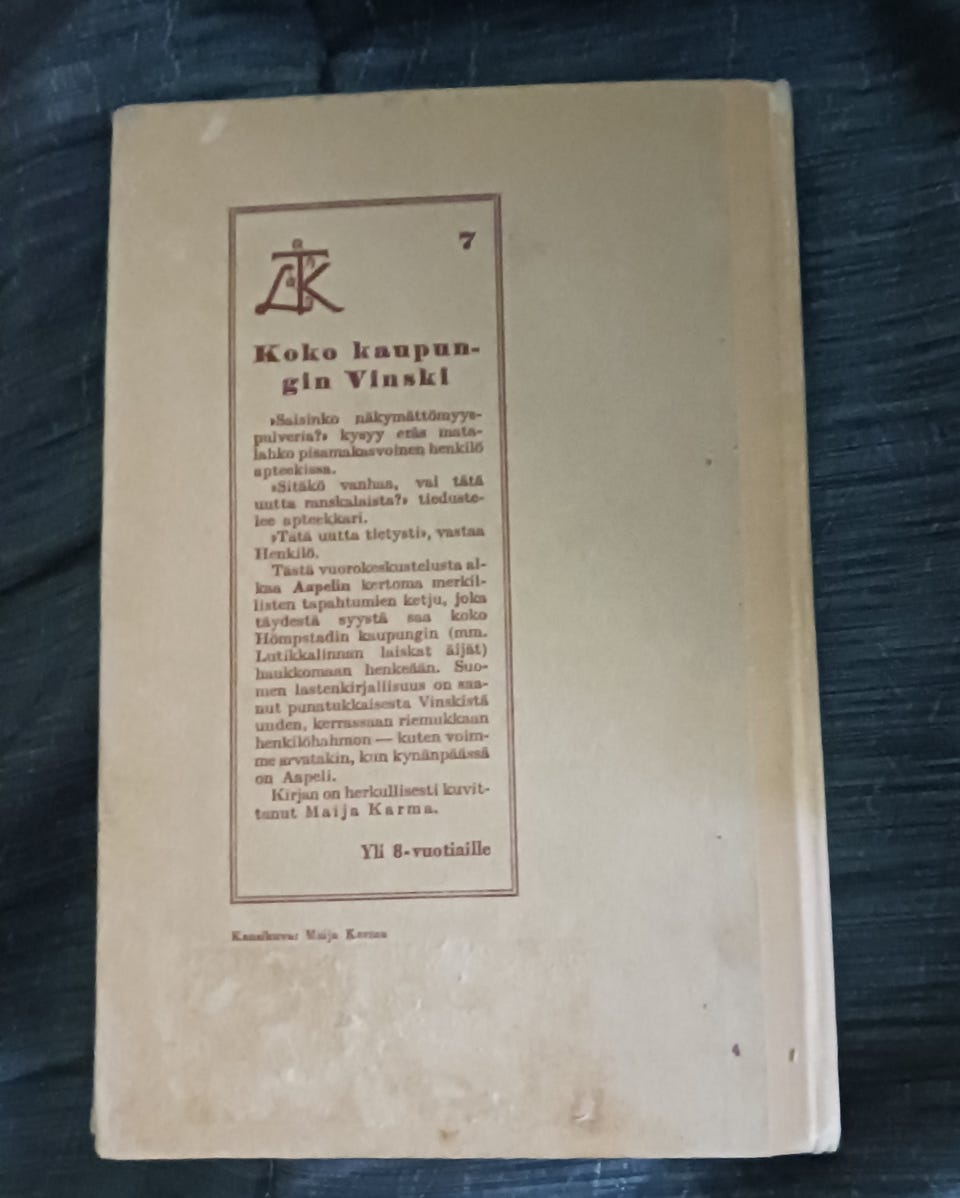 7
LTK
Koko kaupun-
gin Vinski
»Saisinko näkymättömyys-
pulveria?» kysyy eräs mata-
lahko pisamakasvoinen henkilö
apteekissa.
»Sitäkö vanhaa, vai tätä
uutta ranskalaista?» tieduste-
lee apteekkari.
»Tätä uutta tietysti», vastaa
Henkilö.
Tästä vuorokeskustelusta al-
kaa Aapelin kertoma merkil-
listen tapahtumien ketju, joka
täydestä syystä saa koko
Hömpstadin kaupungin (mm.
Lutikkalinnan laiskat äijät)
haukkomaan henkeään. Suo-
men lastenkirjallisuus on saa-
nut punatukkaisesta Vinskistä
uuden, kerrassaan riemukkaan
henkilöhahmon — kuten voim-
me arvatakin, kun kynänpäässä
on Aapeli.
Kirjan on herkullisesti kuvit-
tanut Maija Karma.
Yli 8-vuotiaille
Kansikuva: Maija Karma
4